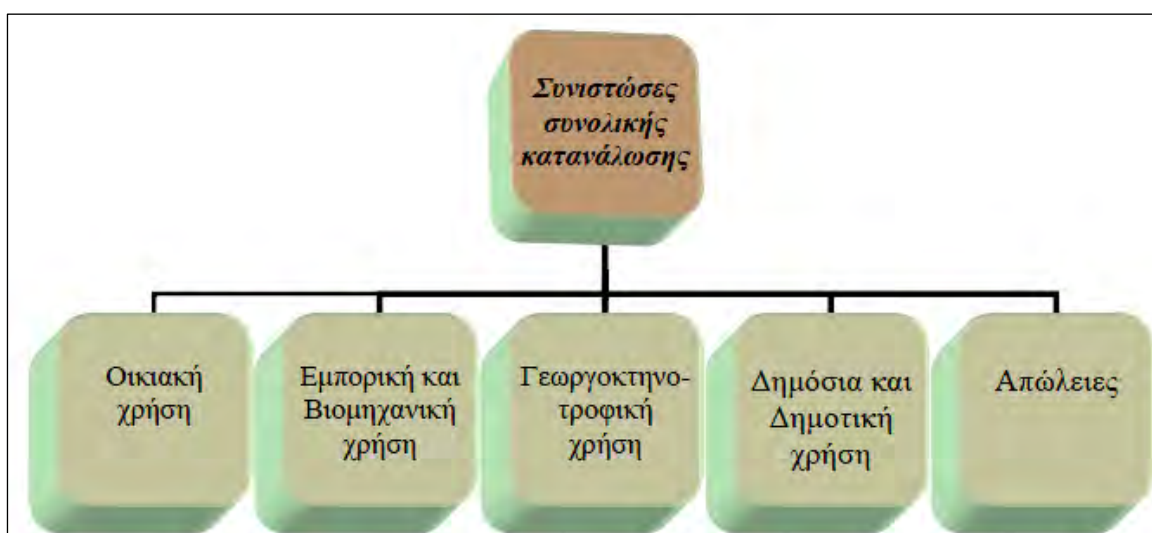 Συνιστώσες
συνολικής
κατανάλωσης
Οικιακή
χρήση
Εμπορική και
Βιομηχανική
χρήση
Γεωργοκτηνο-
τροφική
χρήση
Δημόσια και
Δημοτική
χρήση
Απώλειες